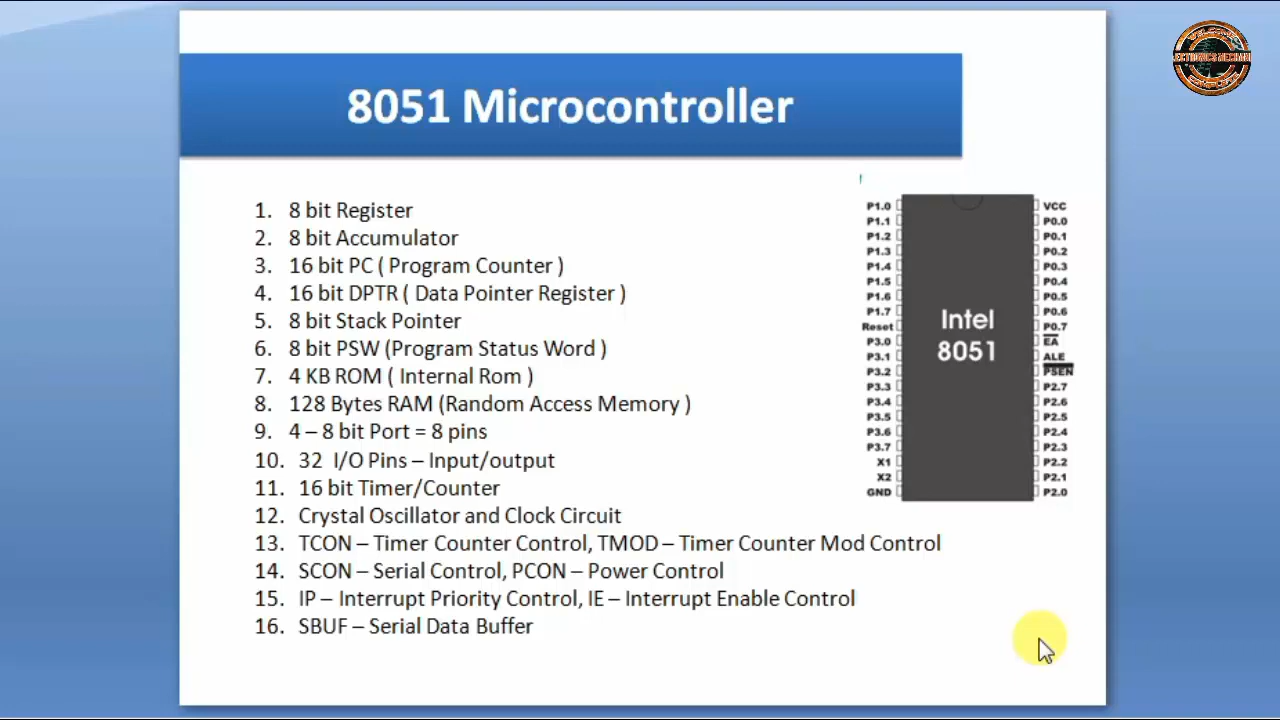 8051 Microcontroller
1. 8 bit Register
2. 8 bit Accumulator
3. 16 bit PC ( Program Counter )
4. 16 bit DPTR ( Data Pointer Register )
5. 8 bit Stack Pointer
6. 8 bit PSW (Program Status Word )
7. 4 KB ROM ( Internal Rom )
8. 128 Bytes RAM (Random Access Memory )
9. 4 – 8 bit Port = 8 pins
10. 32 I/O Pins – Input/output
11. 16 bit Timer/Counter
12. Crystal Oscillator and Clock Circuit
13. TCON – Timer Counter Control, TMOD – Timer Counter Mod Control
14. SCON – Serial Control, PCON – Power Control
15. IP – Interrupt Priority Control, IE – Interrupt Enable Control
16. SBUF – Serial Data Buffer
P1.0
P1.1
P1.2
P1.3
P1.4
P1.5
P1.6
P1.7
Reset
P3.0
P3.1
P3.2
P3.3
P3.4
P3.5
P3.6
P3.7
X1
X2
GND
Intel
8051
VCC
P0.0
P0.1
P0.2
P0.3
P0.4
P0.5
P0.6
P0.7
EA
ALE
PSEN
P2.7
P2.6
P2.5
P2.4
P2.3
P2.2
P2.1
P2.0